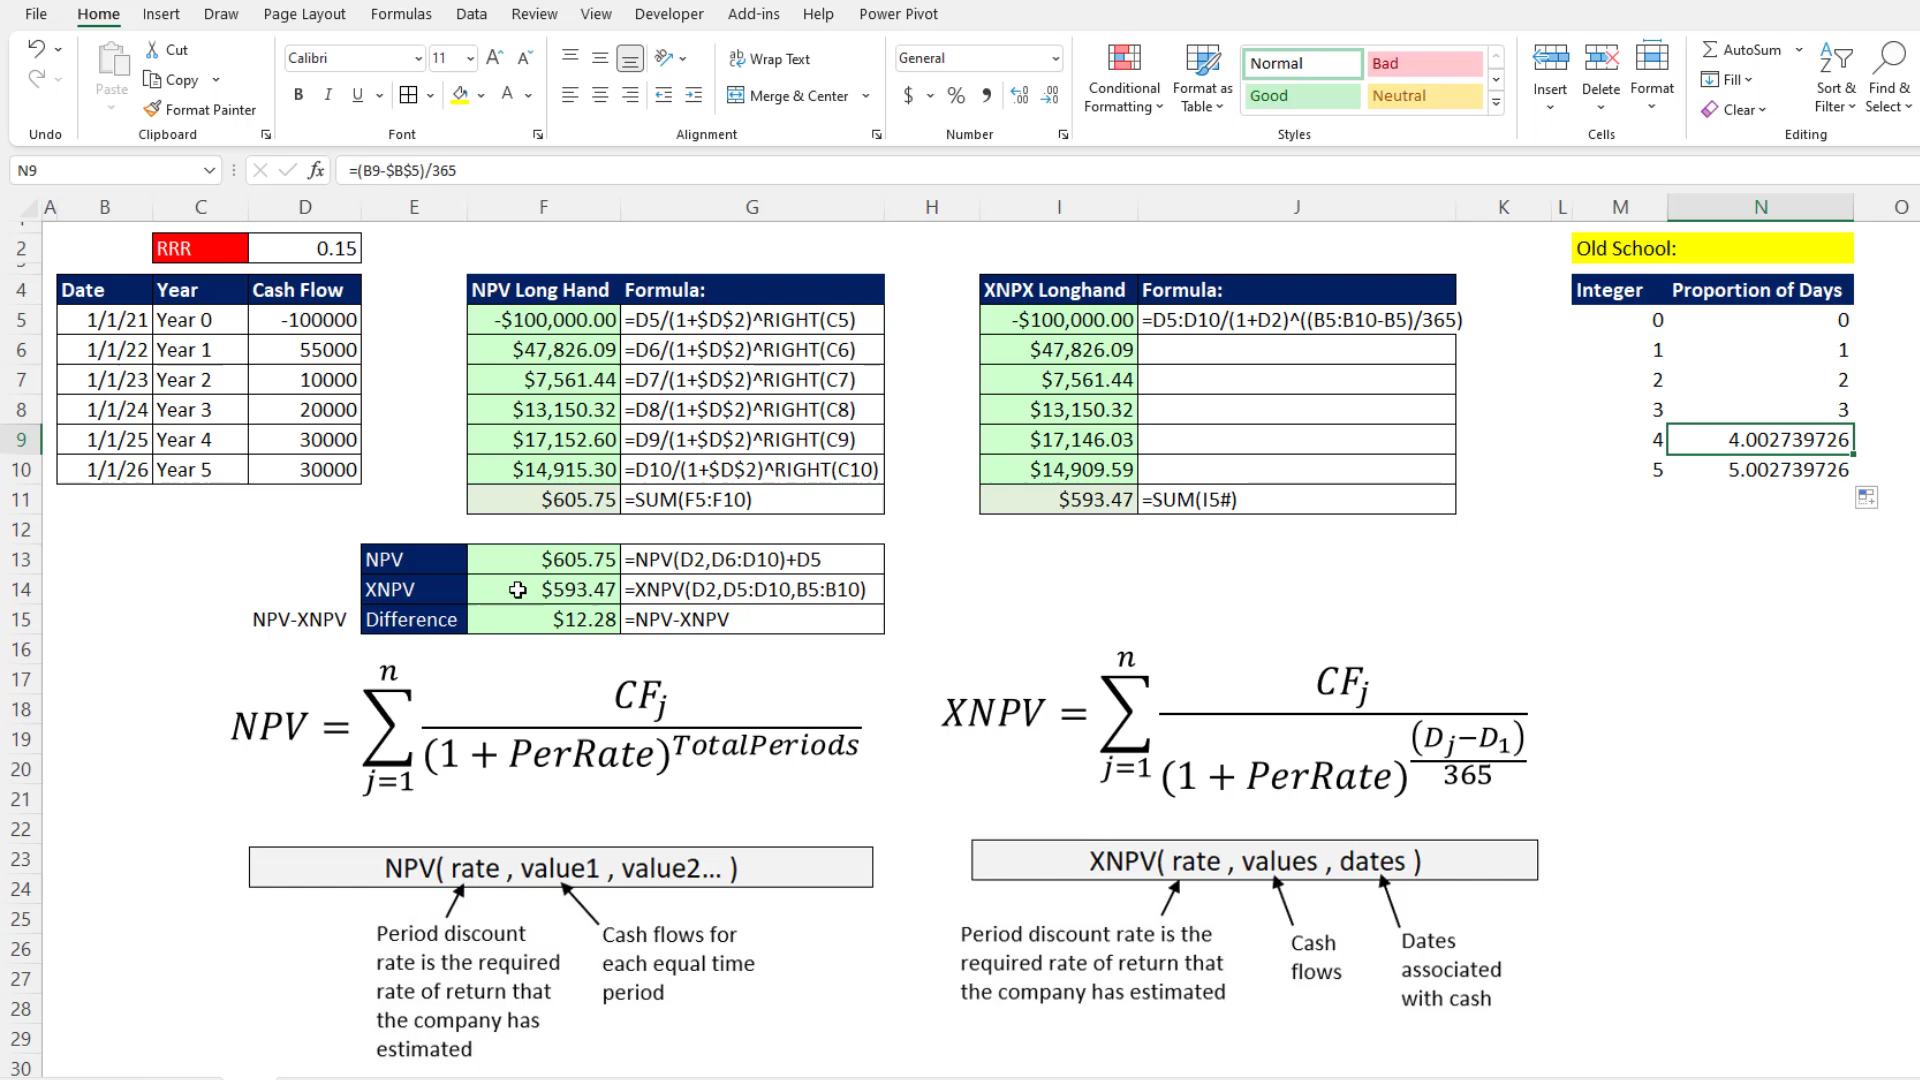 File Home Insert Draw Page Layout Formulas Data Review View Developer Add-ins Help Power Pivot
Cut
Copy
Format Painter
Paste
Calibri 11
B I U A
Wrap Text
Merge & Center
General
$ % 9
Conditional Formatting
Format as Table
Normal Bad
Good Neutral
Insert Delete Format
AutoSum
Fill
Clear
Sort & Filter
Find & Select
Undo Clipboard Font Alignment Number Styles Cells Editing
N9 fx =(B9-$B$5)/365
A B C D E F G H I J K L M N O
2 RRR 0.15 Old School:
4 Date Year Cash Flow NPV Long Hand Formula: XNPX Longhand Formula: Integer Proportion of Days
5 1/1/21 Year 0 -100000 -$100,000.00 =D5/(1+$D$2)^RIGHT(C5) -$100,000.00 =D5:D10/(1+D2)^((B5:B10-B5)/365) 0 0
6 1/1/22 Year 1 55000 $47,826.09 =D6/(1+$D$2)^RIGHT(C6) $47,826.09 1 1
7 1/1/23 Year 2 10000 $7,561.44 =D7/(1+$D$2)^RIGHT(C7) $7,561.44 2 2
8 1/1/24 Year 3 20000 $13,150.32 =D8/(1+$D$2)^RIGHT(C8) $13,150.32 3 3
9 1/1/25 Year 4 30000 $17,152.60 =D9/(1+$D$2)^RIGHT(C9) $17,146.03 4 4.002739726
10 1/1/26 Year 5 30000 $14,915.30 =D10/(1+$D$2)^RIGHT(C10) $14,909.59 5 5.002739726
11 $605.75 =SUM(F5:F10) $593.47 =SUM(I5#)
12
13 NPV $605.75 =NPV(D2,D6:D10)+D5
14 XNPV $593.47 =XNPV(D2,D5:D10,B5:B10)
15 NPV-XNPV Difference $12.28 =NPV-XNPV
16
17
18
19
20
21
22
23
24
25
26
27
28
29
30
NPV = ∑ n j=1 CFj / (1 + PerRate)^TotalPeriods
XNPV = ∑ n j=1 CFj / (1 + PerRate)^((Dj−D1)/365)
NPV( rate , value1 , value2... )
Period discount
rate is the required
rate of return that
the company has
estimated
Cash flows for
each equal time
period
XNPV( rate , values , dates )
Period discount rate is the
required rate of return that
the company has estimated
Cash
flows
Dates
associated
with cash